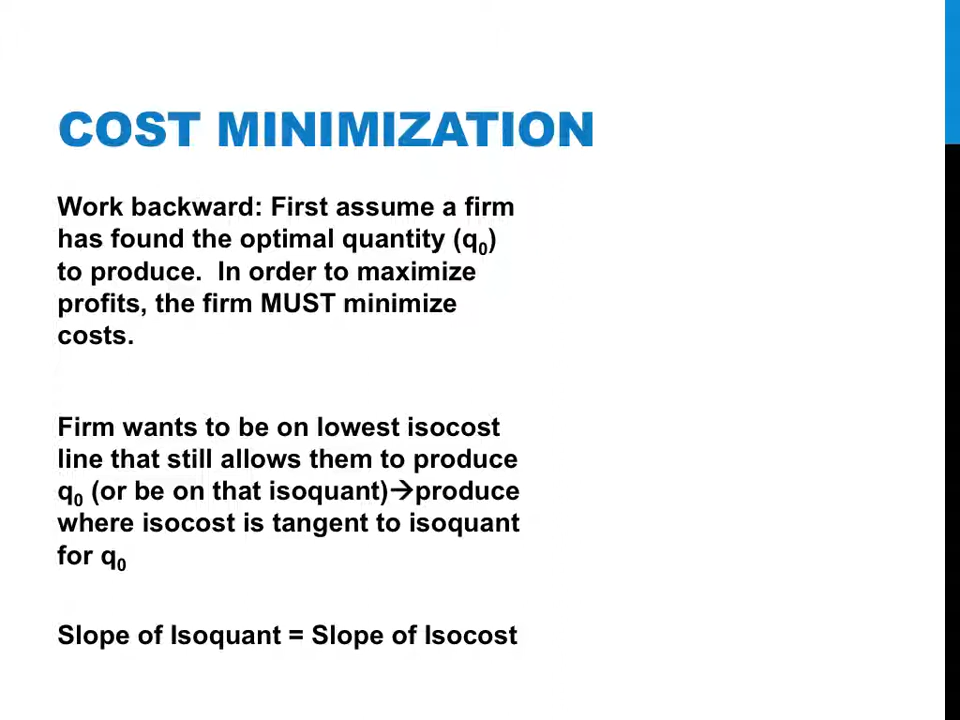 COST MINIMIZATION
Work backward: First assume a firm
has found the optimal quantity (q₀)
to produce.  In order to maximize
profits, the firm MUST minimize
costs.
Firm wants to be on lowest isocost
line that still allows them to produce
q₀ (or be on that isoquant)→produce
where isocost is tangent to isoquant
for q₀
Slope of Isoquant = Slope of Isocost